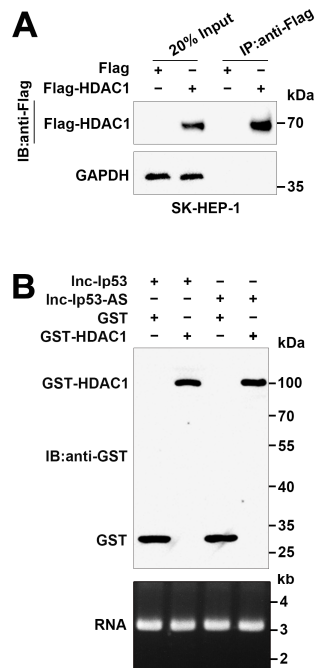 A
20% Input
IP:anti-Flag
Flag + − + −
Flag-HDAC1 − + − +
kDa
IB:anti-Flag
Flag-HDAC1
70
GAPDH
35
SK-HEP-1
B
lnc-Ip53 + + − −
lnc-Ip53-AS − − + +
GST + − + −
GST-HDAC1 − + − +
kDa
GST-HDAC1
100
70
55
IB:anti-GST
40
35
GST
25
kb
4
RNA
3
2